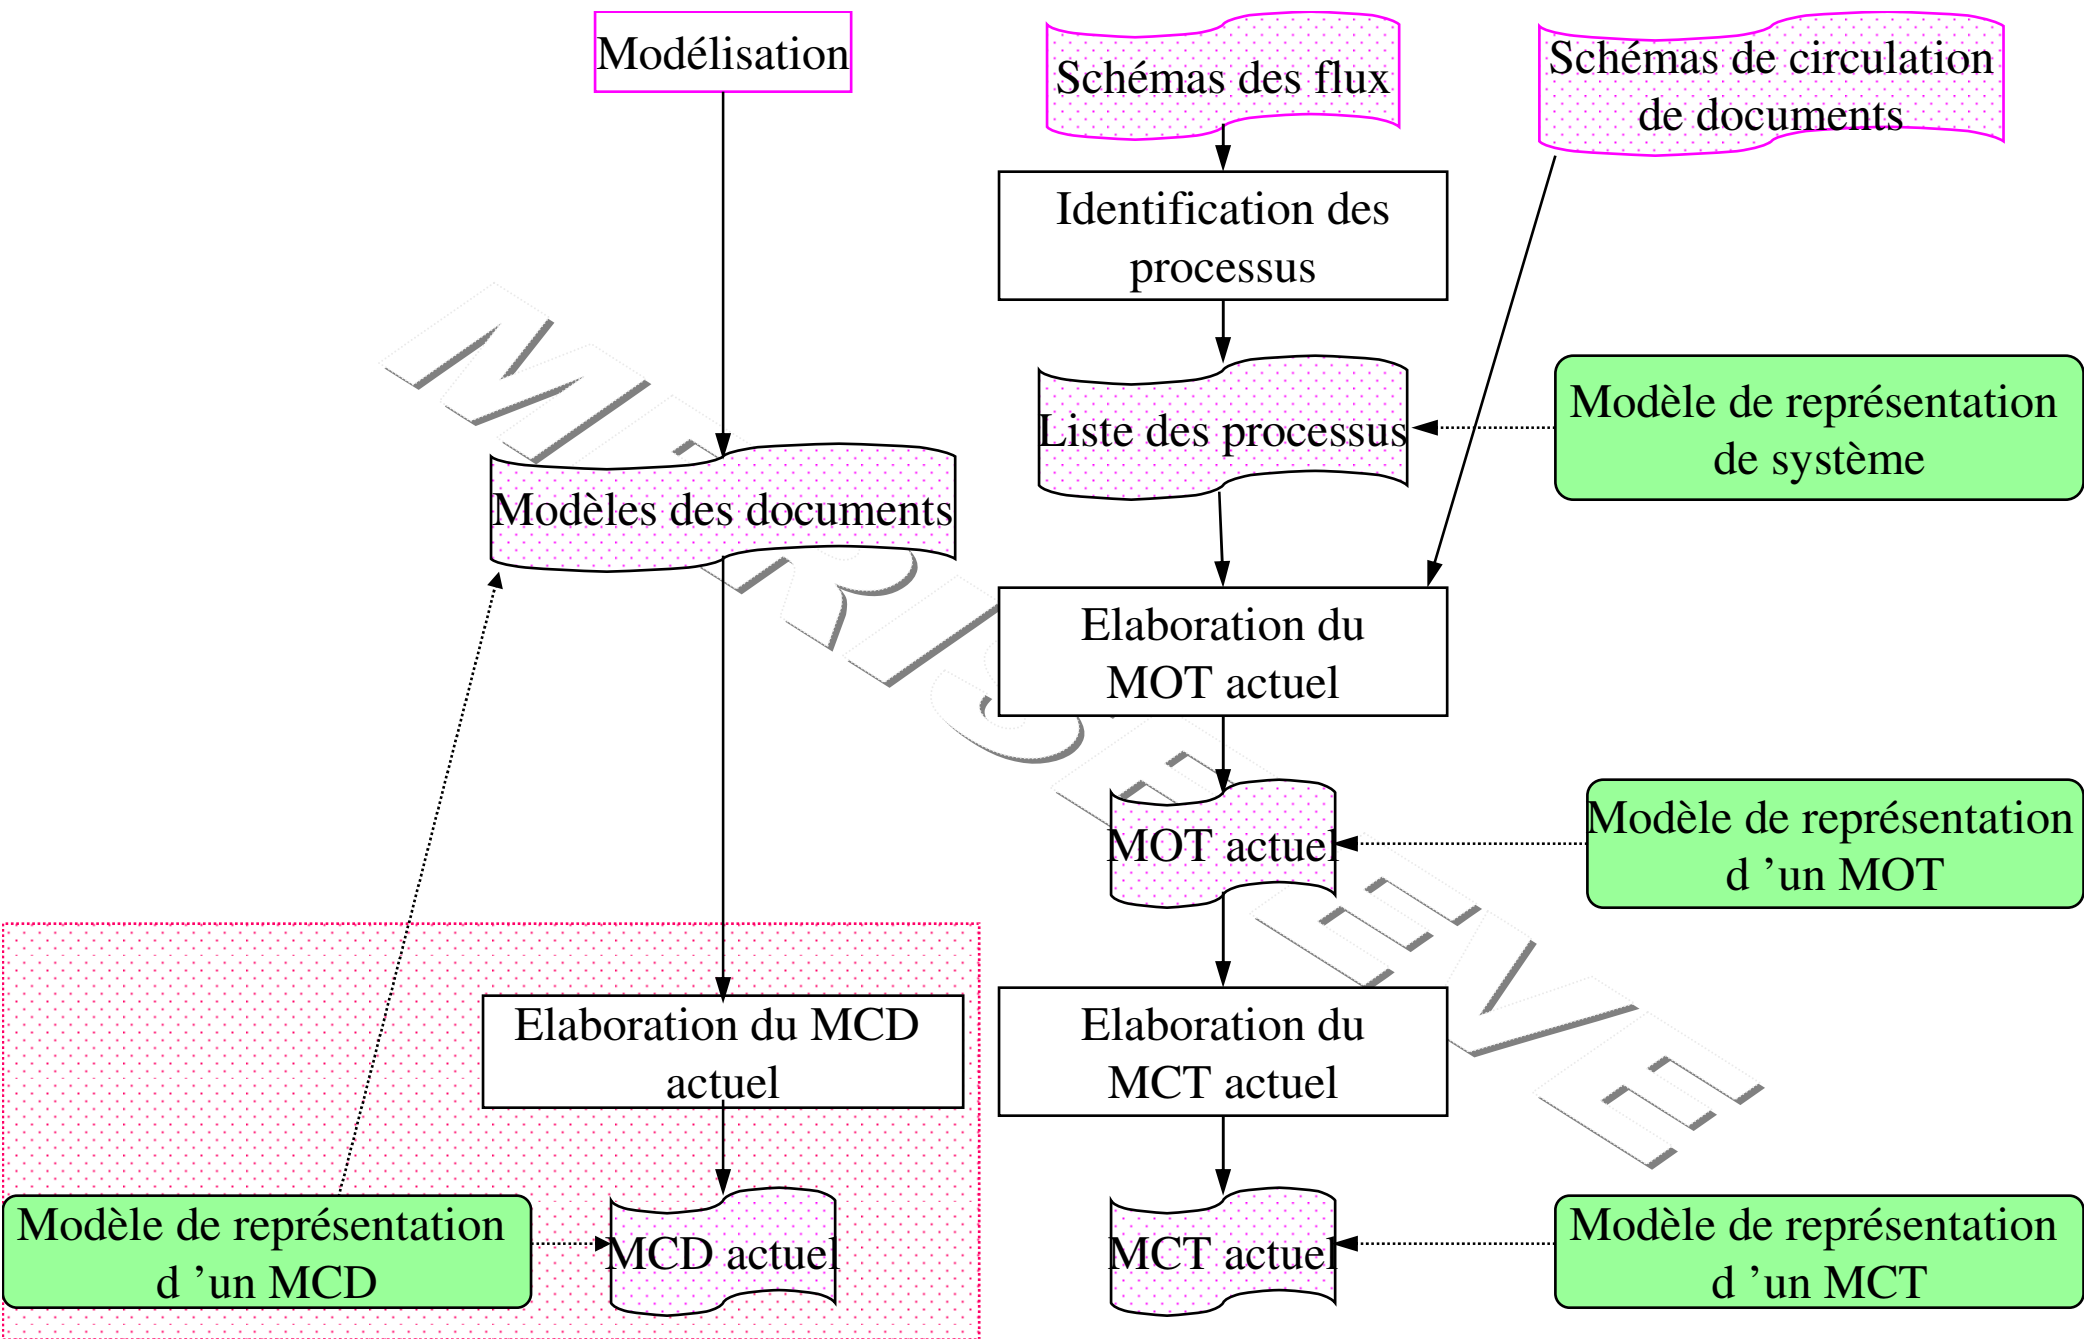 Modélisation
Schémas des flux
Schémas de circulation
de documents
Identification des
processus
Liste des processus
Modèle de représentation
de système
Modèles des documents
Elaboration du
MOT actuel
MOT actuel
Modèle de représentation
d ’un MOT
Elaboration du MCD
actuel
Elaboration du
MCT actuel
Modèle de représentation
d ’un MCD
MCD actuel
MCT actuel
Modèle de représentation
d ’un MCT